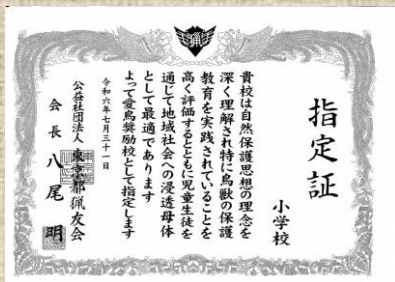 猟
指定証
小学校
貴校は自然保護思想の理念を
深く理解され特に鳥獣の保護
教育を実践されていることを
高く評価するとともに児童生徒を
通じて地域社会への浸透母体
として最適であります
よって愛鳥奨励校として指定します
令和六年七月三十一日
公益社団法人 東京都猟友会
会長 八尾 明